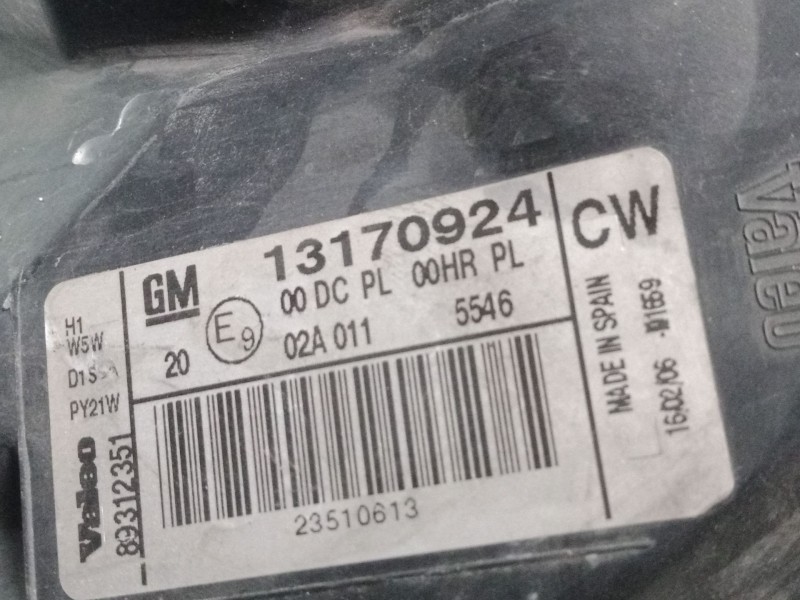 H1
W5W
D1S
PY21W
Valeo
89312351
GM
13170924
00 DC PL 00HR PL
20 E9 02A 011 5546
23510613
CW
MADE IN SPAIN
16/02/06
Valeo